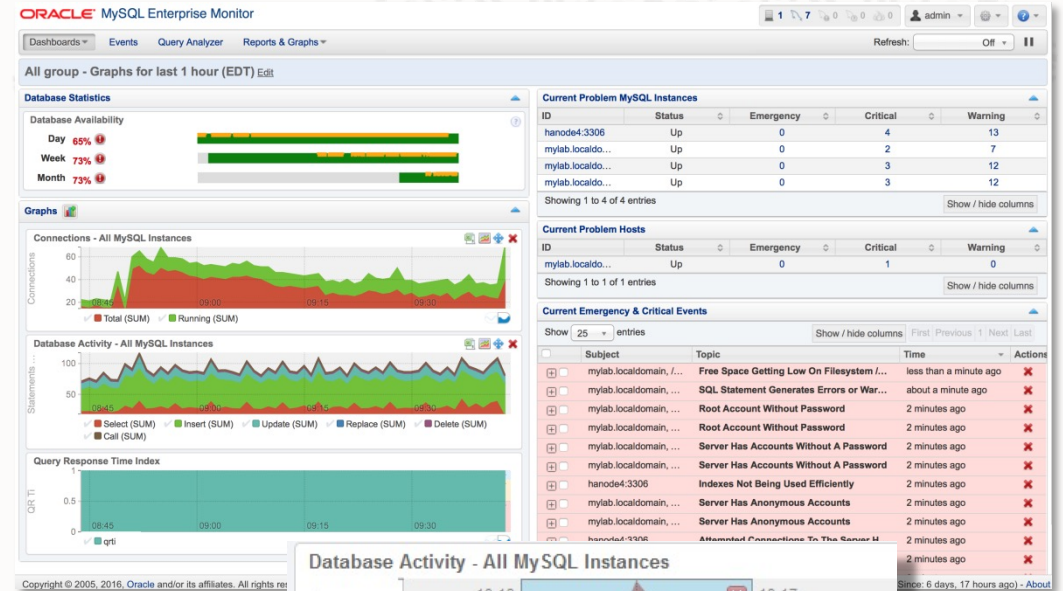 ORACLE® MySQL Enterprise Monitor
1 7 0 0 0 admin
Dashboards Events Query Analyzer Reports & Graphs Refresh: Off
All group - Graphs for last 1 hour (EDT) Edit
Database Statistics
Database Availability
Day 65%
Week 73%
Month 73%
Graphs
Connections - All MySQL Instances
Connections
60
40
20
08:45 09:00 09:15 09:30
Total (SUM) Running (SUM)
Database Activity - All MySQL Instances
Statements ...
100
50
08:45 09:00 09:15 09:30
Select (SUM) Insert (SUM) Update (SUM) Replace (SUM) Delete (SUM)
Call (SUM)
Query Response Time Index
QR Ti
1
0.5
0
08:45 09:00 09:15 09:30
qrti
Current Problem MySQL Instances
ID Status Emergency Critical Warning
hanode4:3306 Up 0 4 13
mylab.localdo... Up 0 2 7
mylab.localdo... Up 0 3 12
mylab.localdo... Up 0 3 12
Showing 1 to 4 of 4 entries Show / hide columns
Current Problem Hosts
ID Status Emergency Critical Warning
mylab.localdo... Up 0 1 0
Showing 1 to 1 of 1 entries Show / hide columns
Current Emergency & Critical Events
Show 25 entries Show / hide columns First Previous 1 Next Last
Subject Topic Time Actions
mylab.localdomain, /... Free Space Getting Low On Filesystem /... less than a minute ago
mylab.localdomain, ... SQL Statement Generates Errors or War... about a minute ago
mylab.localdomain, ... Root Account Without Password 2 minutes ago
mylab.localdomain, ... Root Account Without Password 2 minutes ago
mylab.localdomain, ... Server Has Accounts Without A Password 2 minutes ago
mylab.localdomain, ... Server Has Accounts Without A Password 2 minutes ago
hanode4:3306 Indexes Not Being Used Efficiently 2 minutes ago
mylab.localdomain, ... Server Has Anonymous Accounts 2 minutes ago
mylab.localdomain, ... Server Has Anonymous Accounts 2 minutes ago
hanode4:3306 Attempted Connections To The Server H... 2 minutes ago
2 minutes ago
Database Activity - All MySQL Instances
Copyright © 2005, 2016, Oracle and/or its affiliates. All rights
Since: 6 days, 17 hours ago) - About